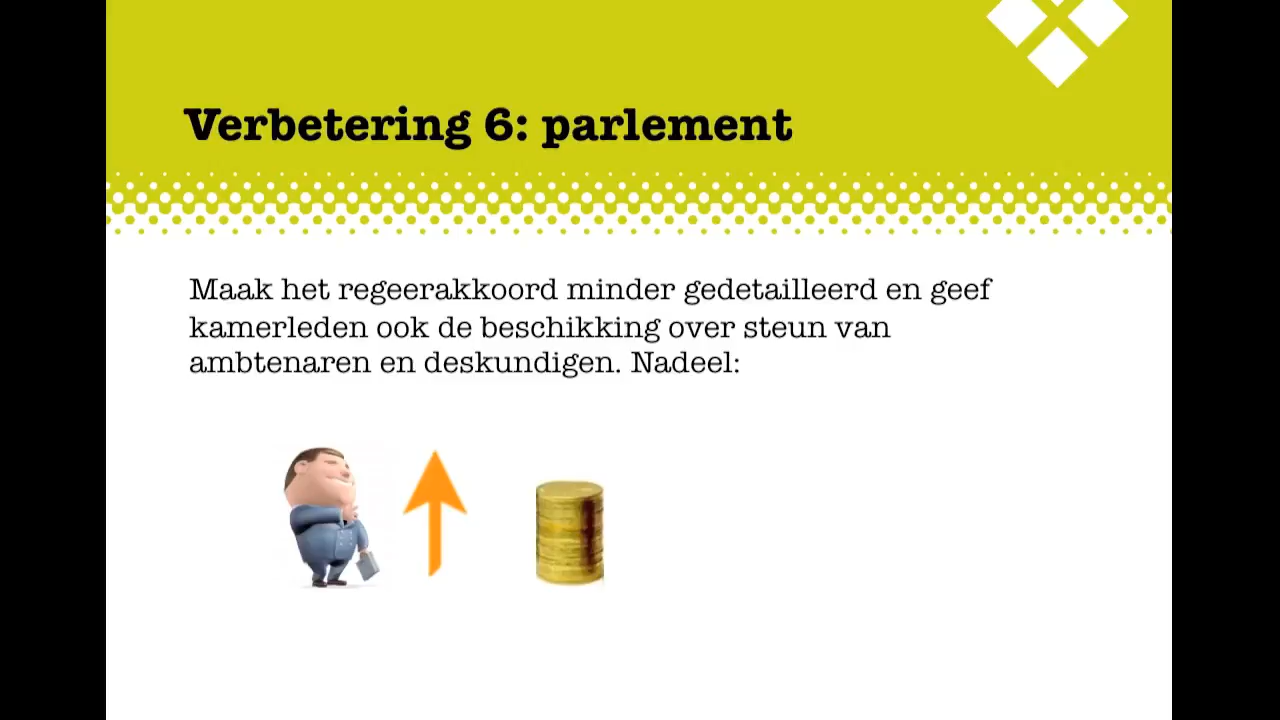 Verbetering 6: parlement
Maak het regeerakkoord minder gedetailleerd en geef
kamerleden ook de beschikking over steun van
ambtenaren en deskundigen. Nadeel: